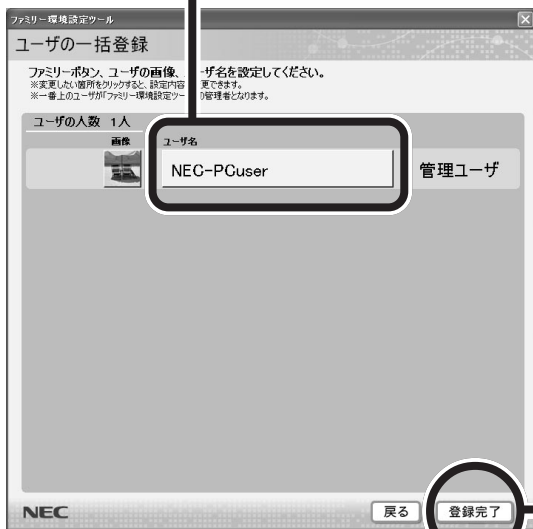 ファミリー環境設定ツール
ユーザの一括登録
ファミリーボタン、ユーザの画像、 ーザ名を設定してください。
※変更したい箇所をクリックすると、設定内容 更できます。
※一番上のユーザが「ファミリー環境設定ツー の管理者となります。
ユーザの人数 1人
画像 ユーザ名
NEC-PCuser 管理ユーザ
NEC 戻る 登録完了